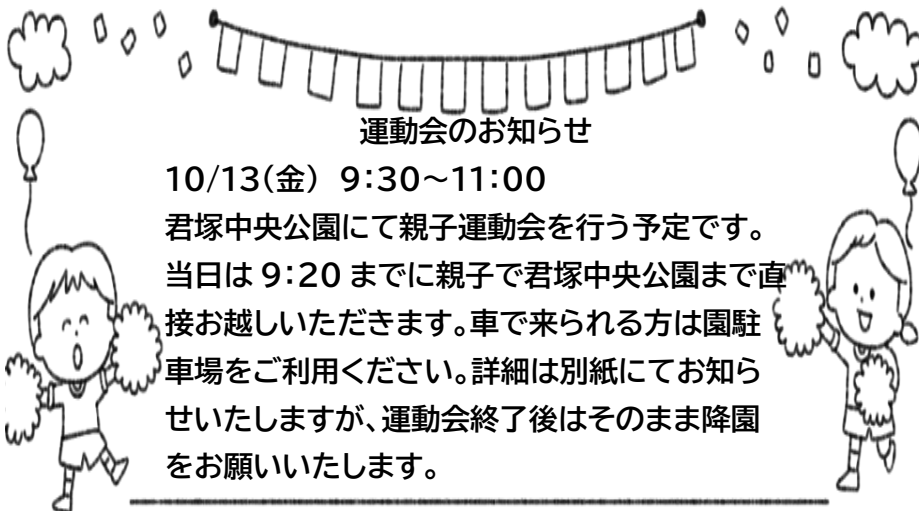 運動会のお知らせ
10/13(金) 9:30～11:00
君塚中央公園にて親子運動会を行う予定です。
当日は 9:20 までに親子で君塚中央公園まで直
接お越しいただきます。車で来られる方は園駐
車場をご利用ください。詳細は別紙にてお知ら
せいたしますが、運動会終了後はそのまま降園
をお願いいたします。